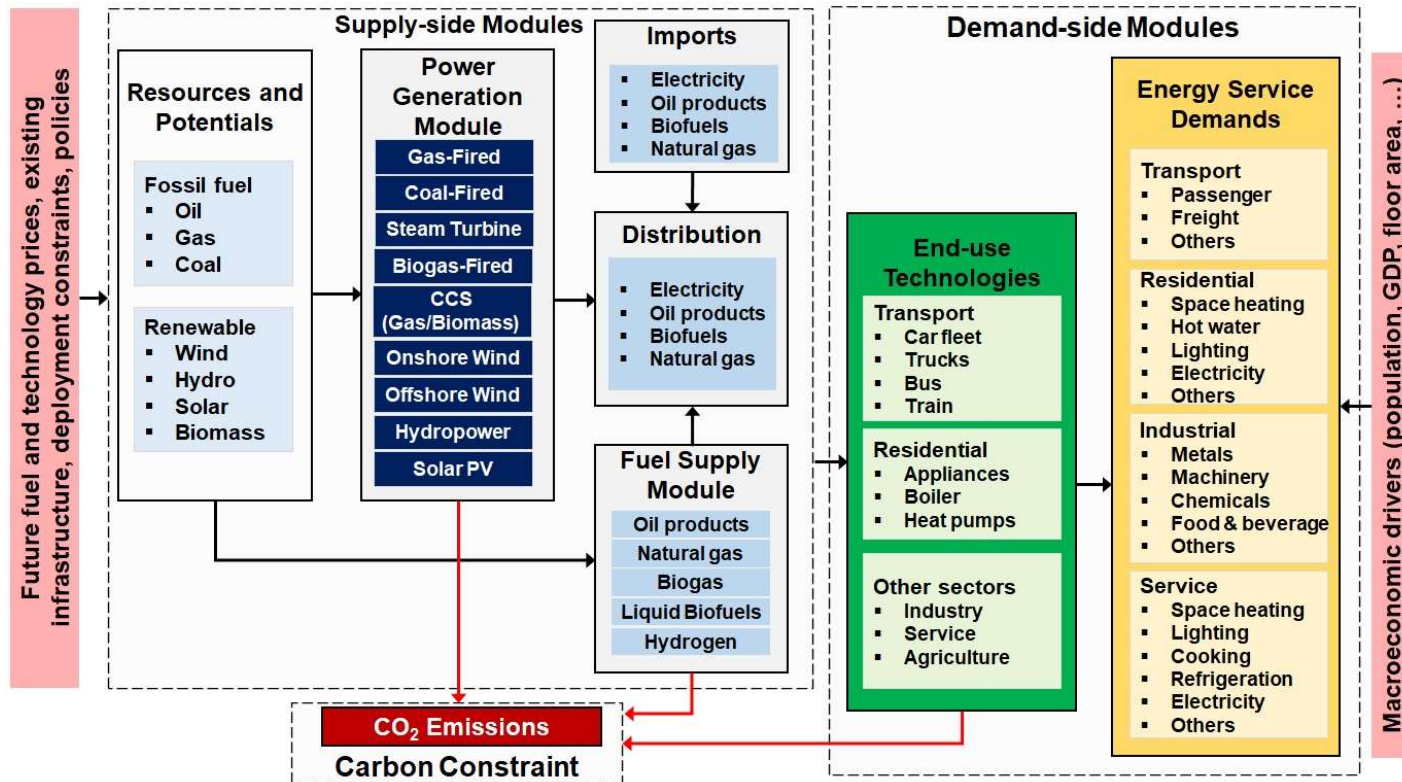 Future fuel and technology prices, existing
infrastructure, deployment constraints, policies
Supply-side Modules
Resources and
Potentials
Fossil fuel
▪ Oil
▪ Gas
▪ Coal
Renewable
▪ Wind
▪ Hydro
▪ Solar
▪ Biomass
Power
Generation
Module
Gas-Fired
Coal-Fired
Steam Turbine
Biogas-Fired
CCS
(Gas/Biomass)
Onshore Wind
Offshore Wind
Hydropower
Solar PV
Imports
▪ Electricity
▪ Oil products
▪ Biofuels
▪ Natural gas
Distribution
▪ Electricity
▪ Oil products
▪ Biofuels
▪ Natural gas
Fuel Supply
Module
Oil products
Natural gas
Biogas
Liquid Biofuels
Hydrogen
CO₂ Emissions
Carbon Constraint
Demand-side Modules
End-use
Technologies
Transport
▪ Car fleet
▪ Trucks
▪ Bus
▪ Train
Residential
▪ Appliances
▪ Boiler
▪ Heat pumps
Other sectors
▪ Industry
▪ Service
▪ Agriculture
Energy Service
Demands
Transport
▪ Passenger
▪ Freight
▪ Others
Residential
▪ Space heating
▪ Hot water
▪ Lighting
▪ Electricity
▪ Others
Industrial
▪ Metals
▪ Machinery
▪ Chemicals
▪ Food & beverage
▪ Others
Service
▪ Space heating
▪ Lighting
▪ Cooking
▪ Refrigeration
▪ Electricity
▪ Others
Macroeconomic drivers (population, GDP, floor area, …)